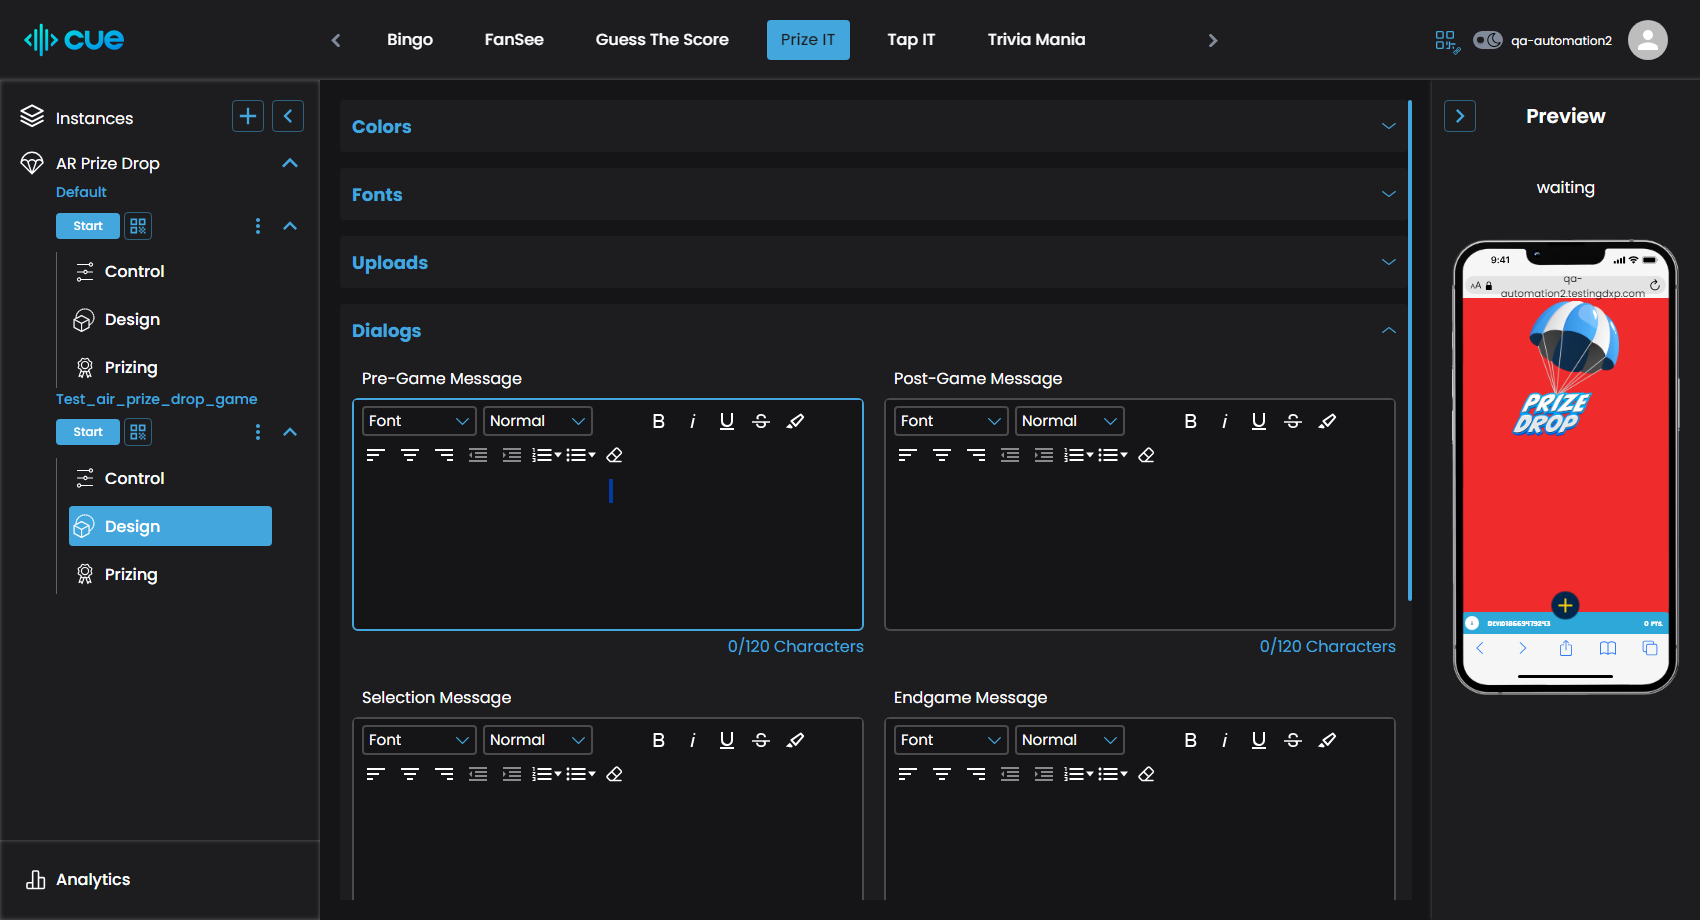 cue
Bingo
FanSee
Guess The Score
Prize IT
Tap IT
Trivia Mania
qa-automation2
Instances
AR Prize Drop
Default
Start
Control
Design
Prizing
Test_air_prize_drop_game
Start
Control
Design
Prizing
Analytics
Colors
Fonts
Uploads
Dialogs
Pre-Game Message
Font
Normal
B
i
U
S
0/120 Characters
Post-Game Message
Font
Normal
B
i
U
S
0/120 Characters
Selection Message
Font
Normal
B
i
U
S
Endgame Message
Font
Normal
B
i
U
S
Preview
waiting
9:41
AA
qa-
automation2.testingdxp.com
PRIZE
DROP
0 PTS.